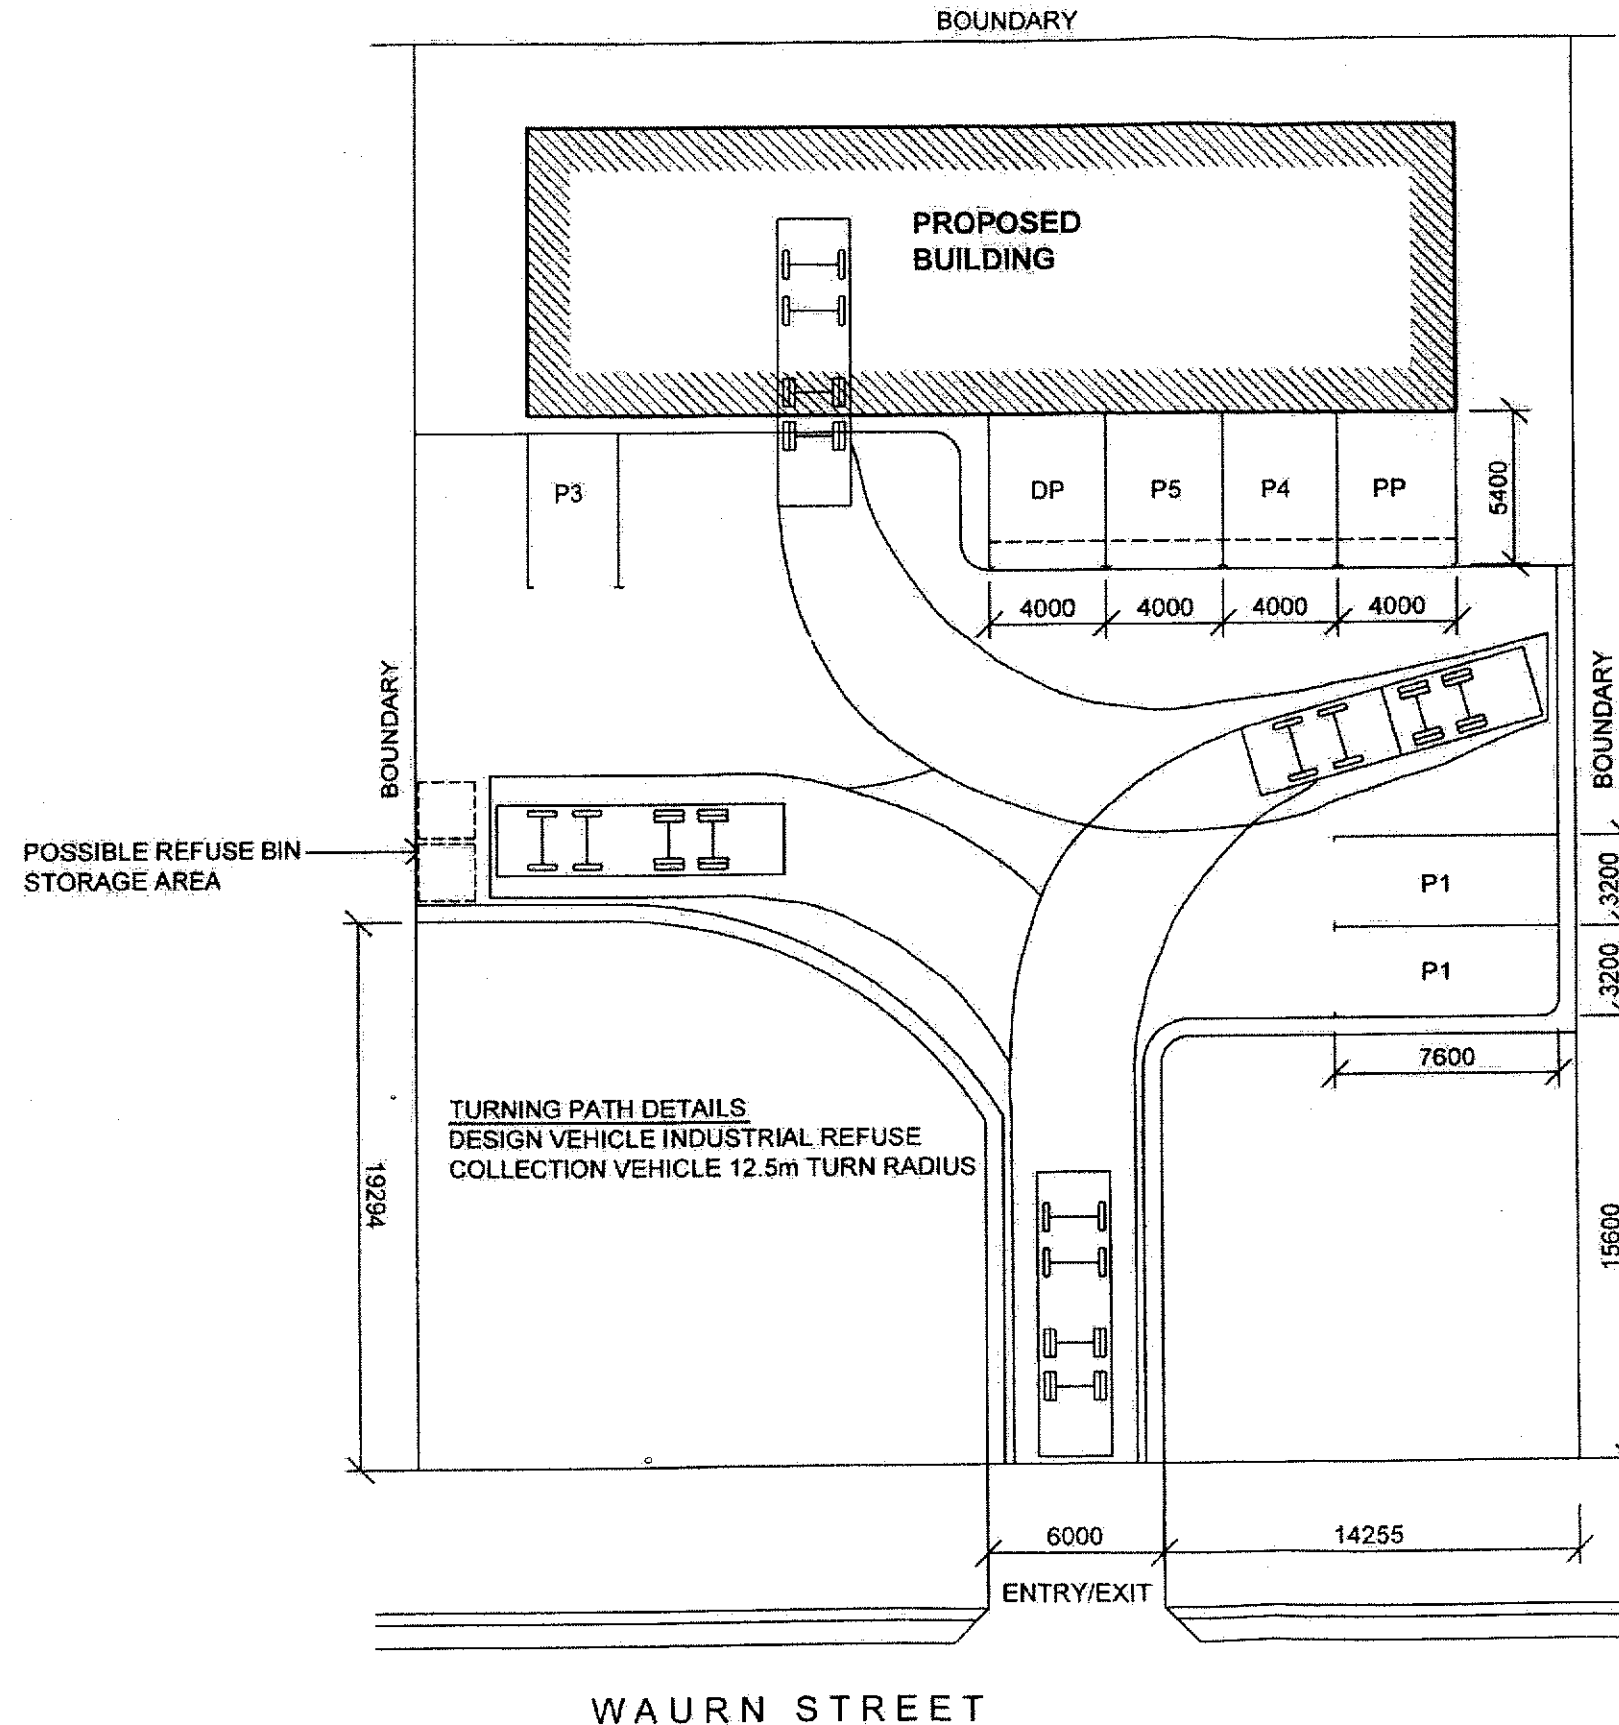 BOUNDARY
PROPOSED
BUILDING
P3
DP
P5
P4
PP
5400
4000
4000
4000
4000
BOUNDARY
BOUNDARY
POSSIBLE REFUSE BIN
STORAGE AREA
P1
3200
P1
3200
7600
TURNING PATH DETAILS
DESIGN VEHICLE INDUSTRIAL REFUSE
COLLECTION VEHICLE 12.5m TURN RADIUS
19294
15600
6000
14255
ENTRY/EXIT
WAURN STREET